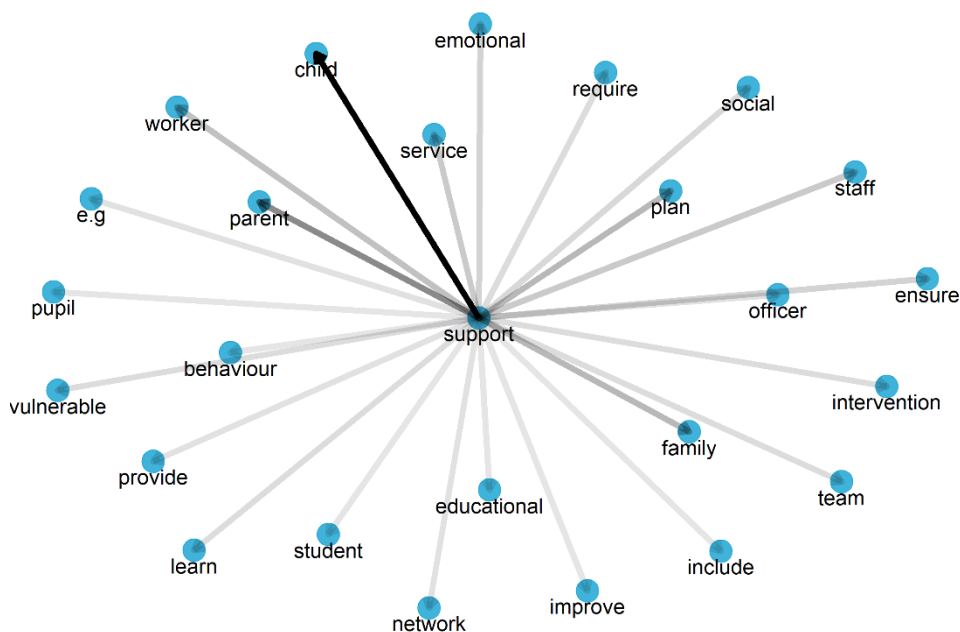 emotional
child
require
social
worker
service
staff
e.g
parent
plan
pupil
officer
ensure
support
behaviour
vulnerable
intervention
family
provide
educational
team
learn
student
include
network
improve